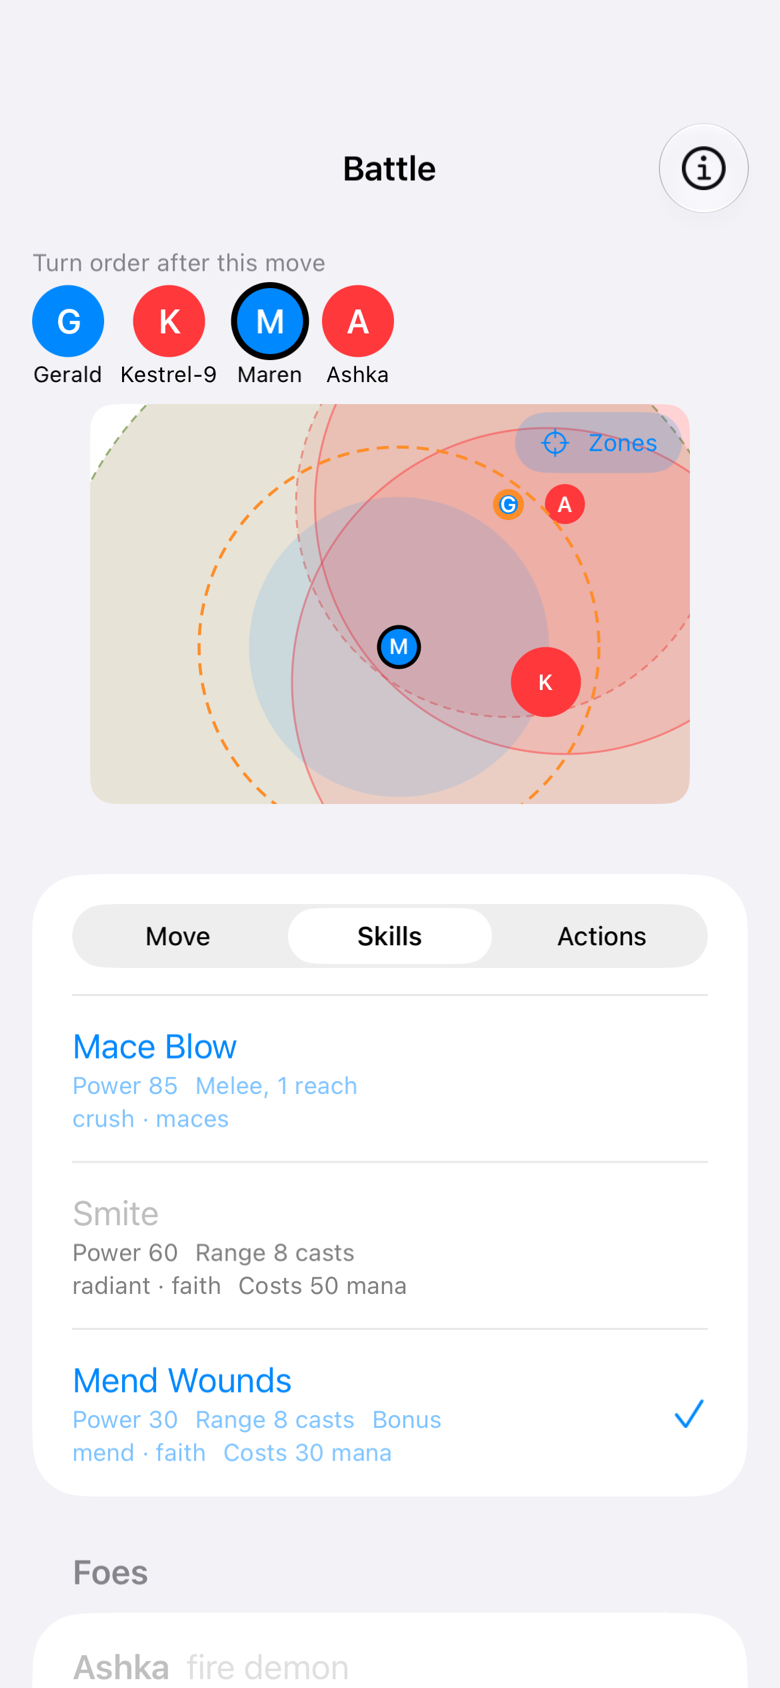 Battle
Turn order after this move
G K M A
Gerald Kestrel-9 Maren Ashka
Zones
G A
M
K
Move Skills Actions
Mace Blow
Power 85 Melee, 1 reach
crush · maces
Smite
Power 60 Range 8 casts
radiant · faith Costs 50 mana
Mend Wounds
Power 30 Range 8 casts Bonus
mend · faith Costs 30 mana
Foes
Ashka fire demon